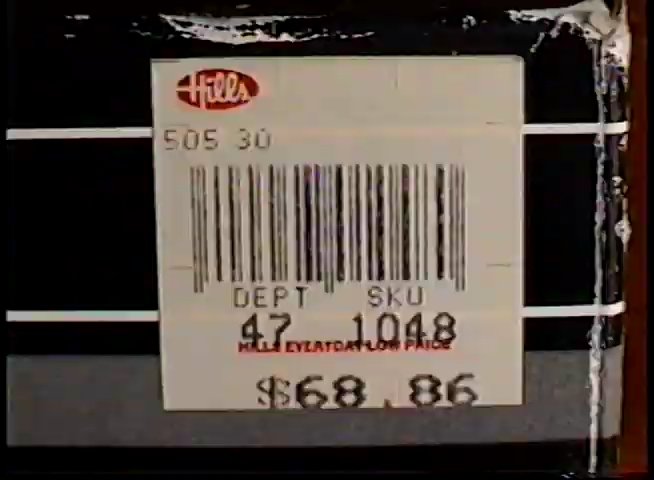 Hills
505 30
DEPT SKU
47 1048
HILLS EVERYDAY LOW PRICE
$68.86